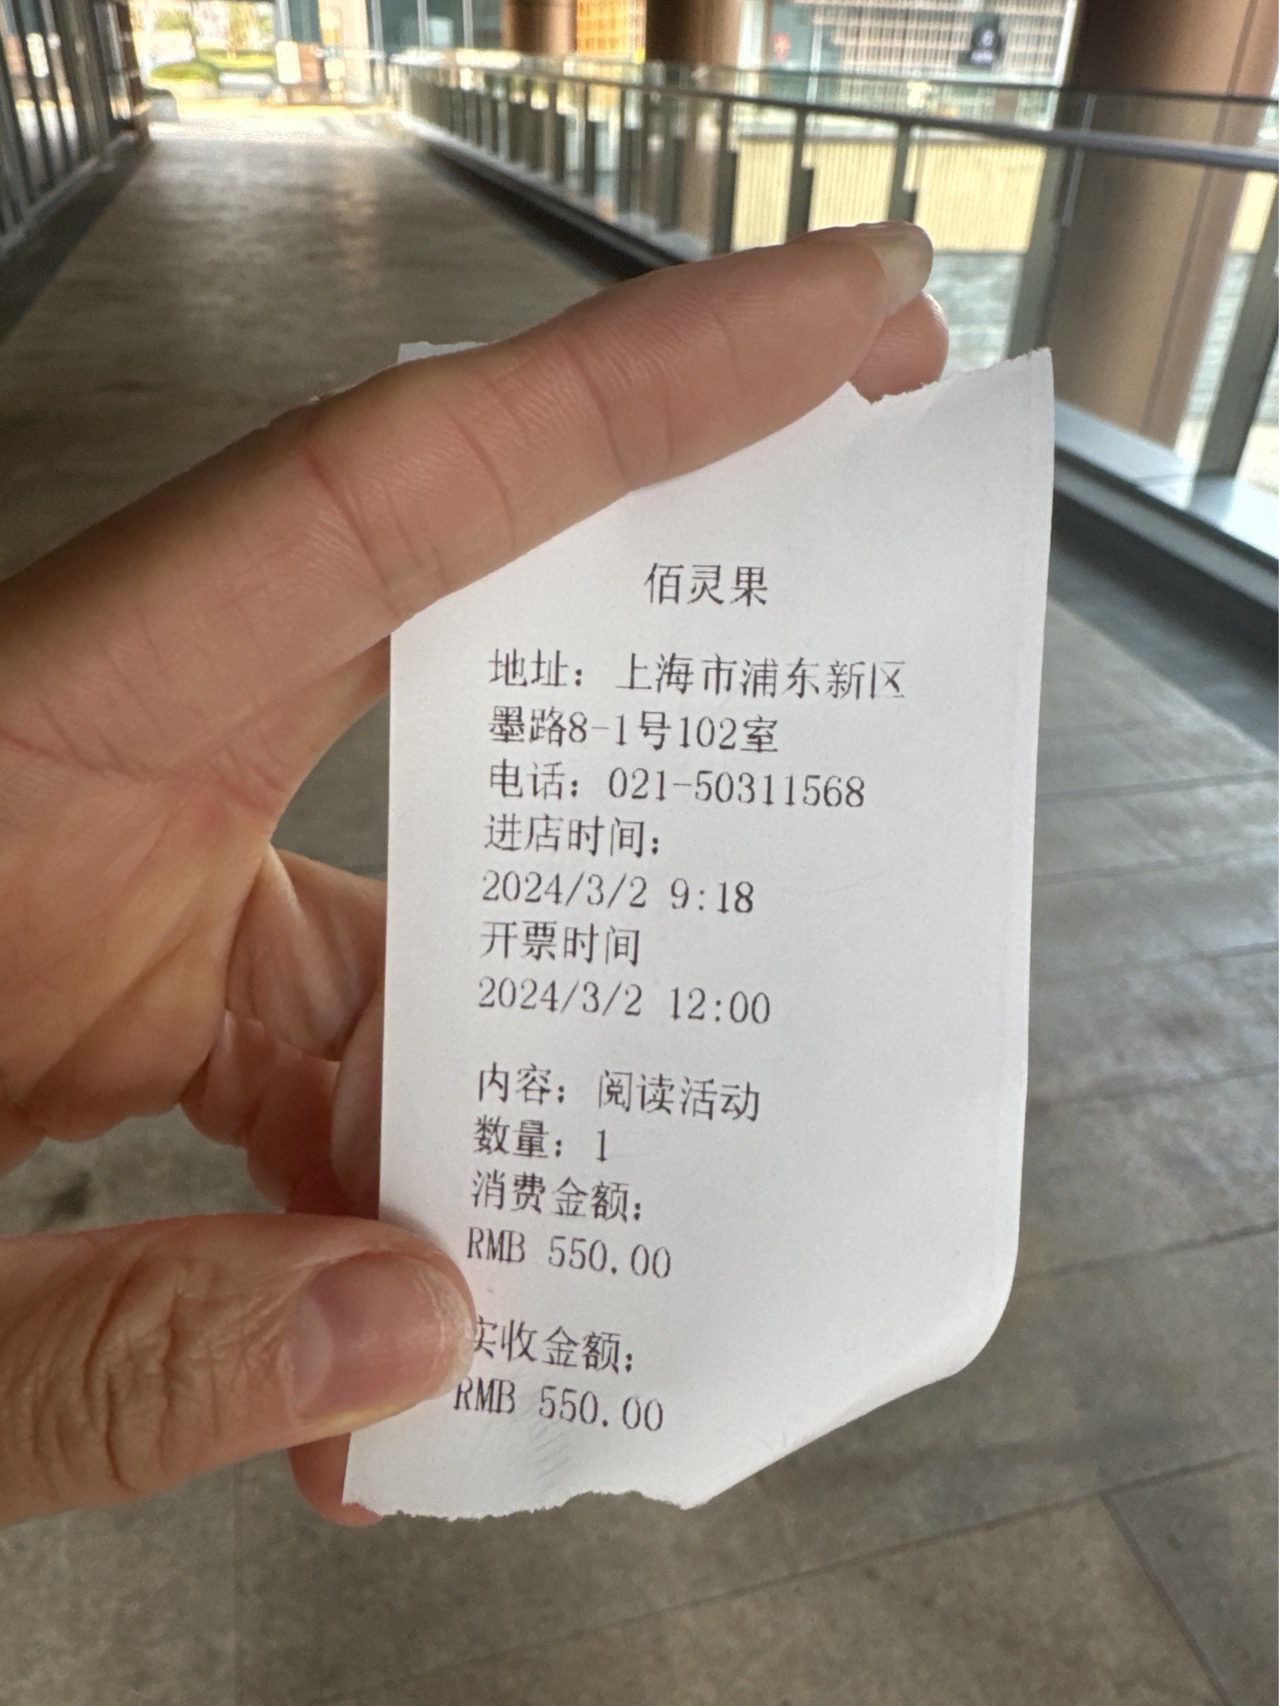 佰灵果
地址：上海市浦东新区
墨路8-1号102室
电话：021-50311568
进店时间：
2024/3/2 9:18
开票时间
2024/3/2 12:00
内容：阅读活动
数量：1
消费金额：
RMB 550.00
实收金额：
RMB 550.00